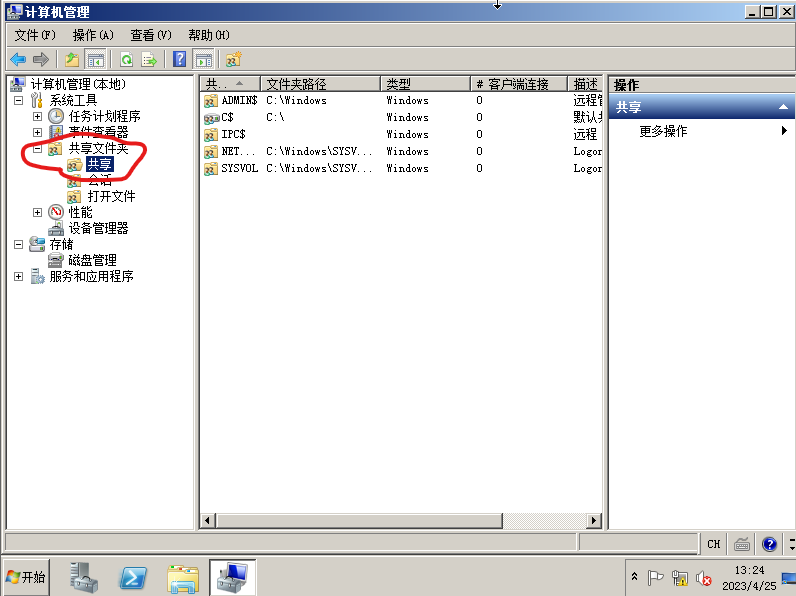 计算机管理
文件(F) 操作(A) 查看(V) 帮助(H)
计算机管理(本地)
系统工具
任务计划程序
事件查看器
共享文件夹
共享
会话
打开文件
性能
设备管理器
存储
磁盘管理
服务和应用程序
共.. 文件夹路径 类型 # 客户端连接 描述
ADMIN$ C:\Windows Windows 0 远程管
C$ C:\ Windows 0 默认共
IPC$ Windows 0 远程
NET... C:\Windows\SYSV... Windows 0 Logon
SYSVOL C:\Windows\SYSV... Windows 0 Logon
操作
共享
更多操作
CH
开始
13:24
2023/4/25